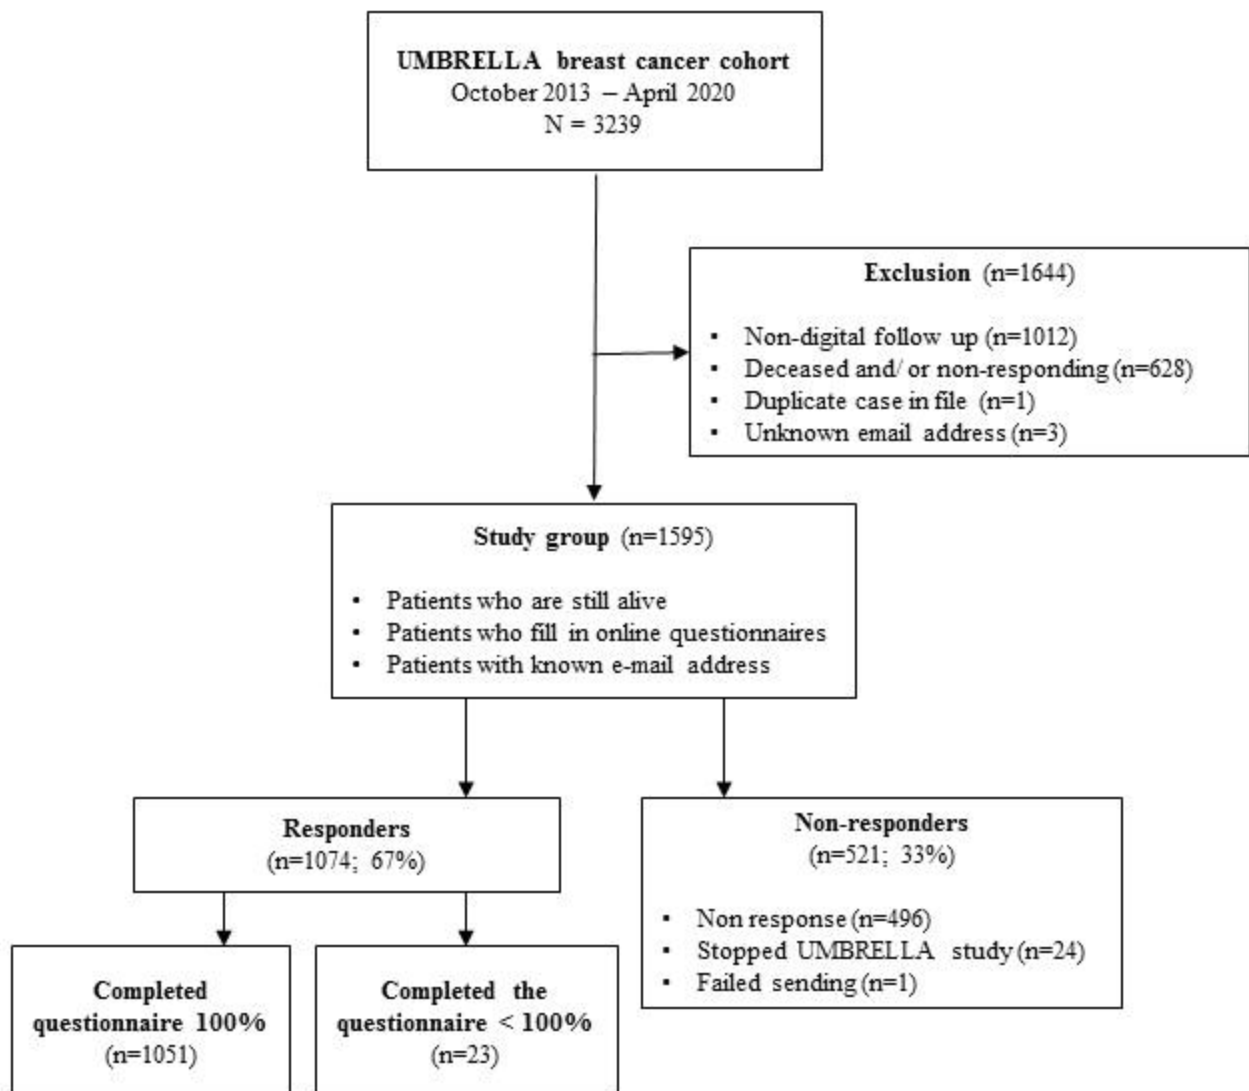 UMBRELLA breast cancer cohort
October 2013 – April 2020
N = 3239
Exclusion (n=1644)
▪ Non-digital follow up (n=1012)
▪ Deceased and/ or non-responding (n=628)
▪ Duplicate case in file (n=1)
▪ Unknown email address (n=3)
Study group (n=1595)
▪ Patients who are still alive
▪ Patients who fill in online questionnaires
▪ Patients with known e-mail address
Responders
(n=1074; 67%)
Non-responders
(n=521; 33%)
▪ Non response (n=496)
▪ Stopped UMBRELLA study (n=24)
▪ Failed sending (n=1)
Completed
questionnaire 100%
(n=1051)
Completed the
questionnaire < 100%
(n=23)